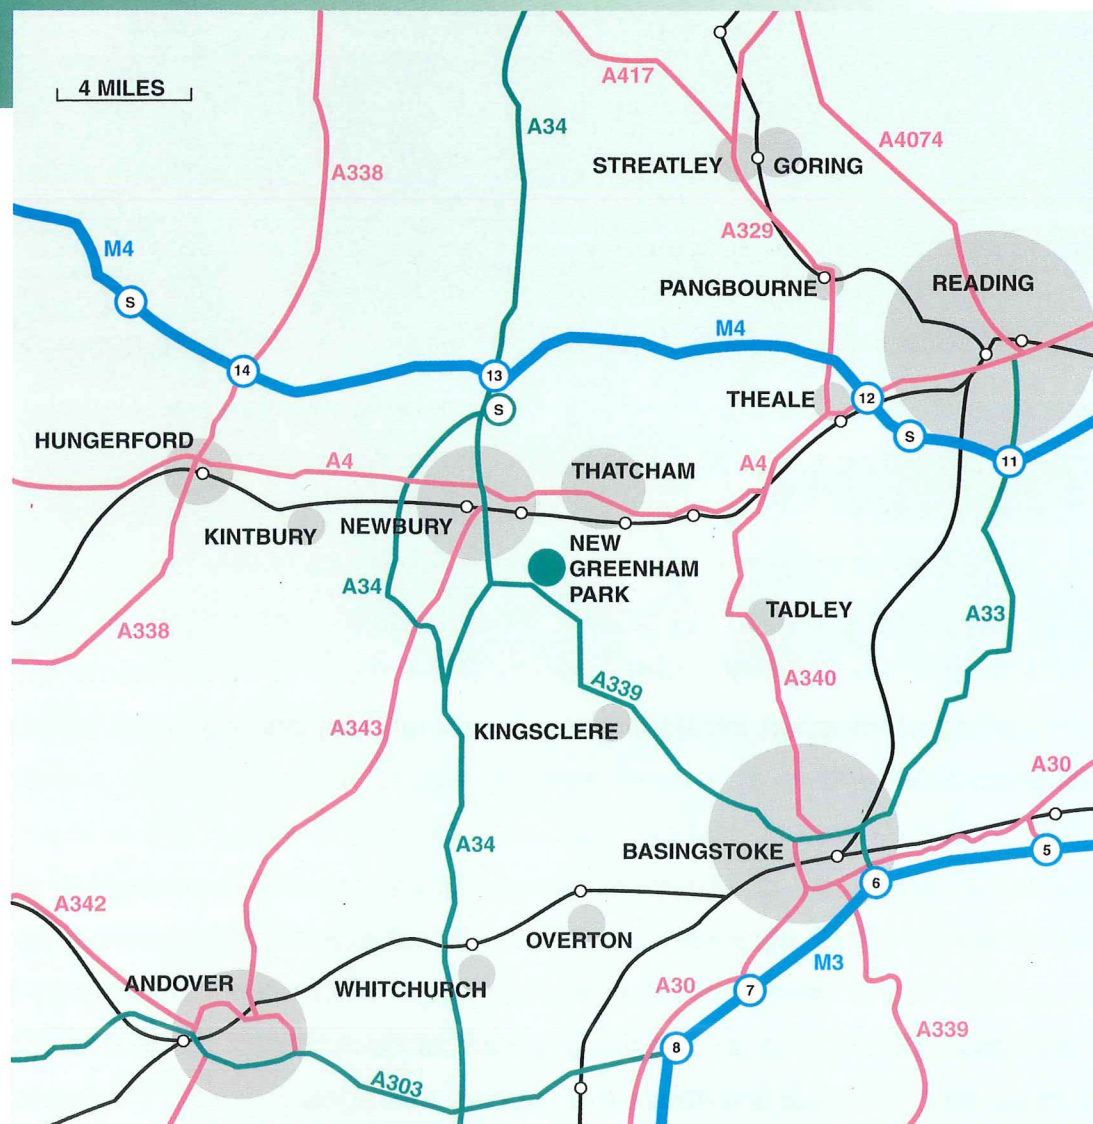 4 MILES
A417
A34
A4074
STREATLEY
GORING
A338
A329
M4
PANGBOURNE
READING
S
M4
14
13
THEALE
12
S
S
11
HUNGERFORD
A4
THATCHAM
A4
KINTBURY
NEWBURY
NEW
GREENHAM
PARK
A34
TADLEY
A33
A338
A340
A339
A343
KINGSCLERE
A30
A34
BASINGSTOKE
5
6
A342
OVERTON
M3
ANDOVER
WHITCHURCH
A30
7
A339
8
A303